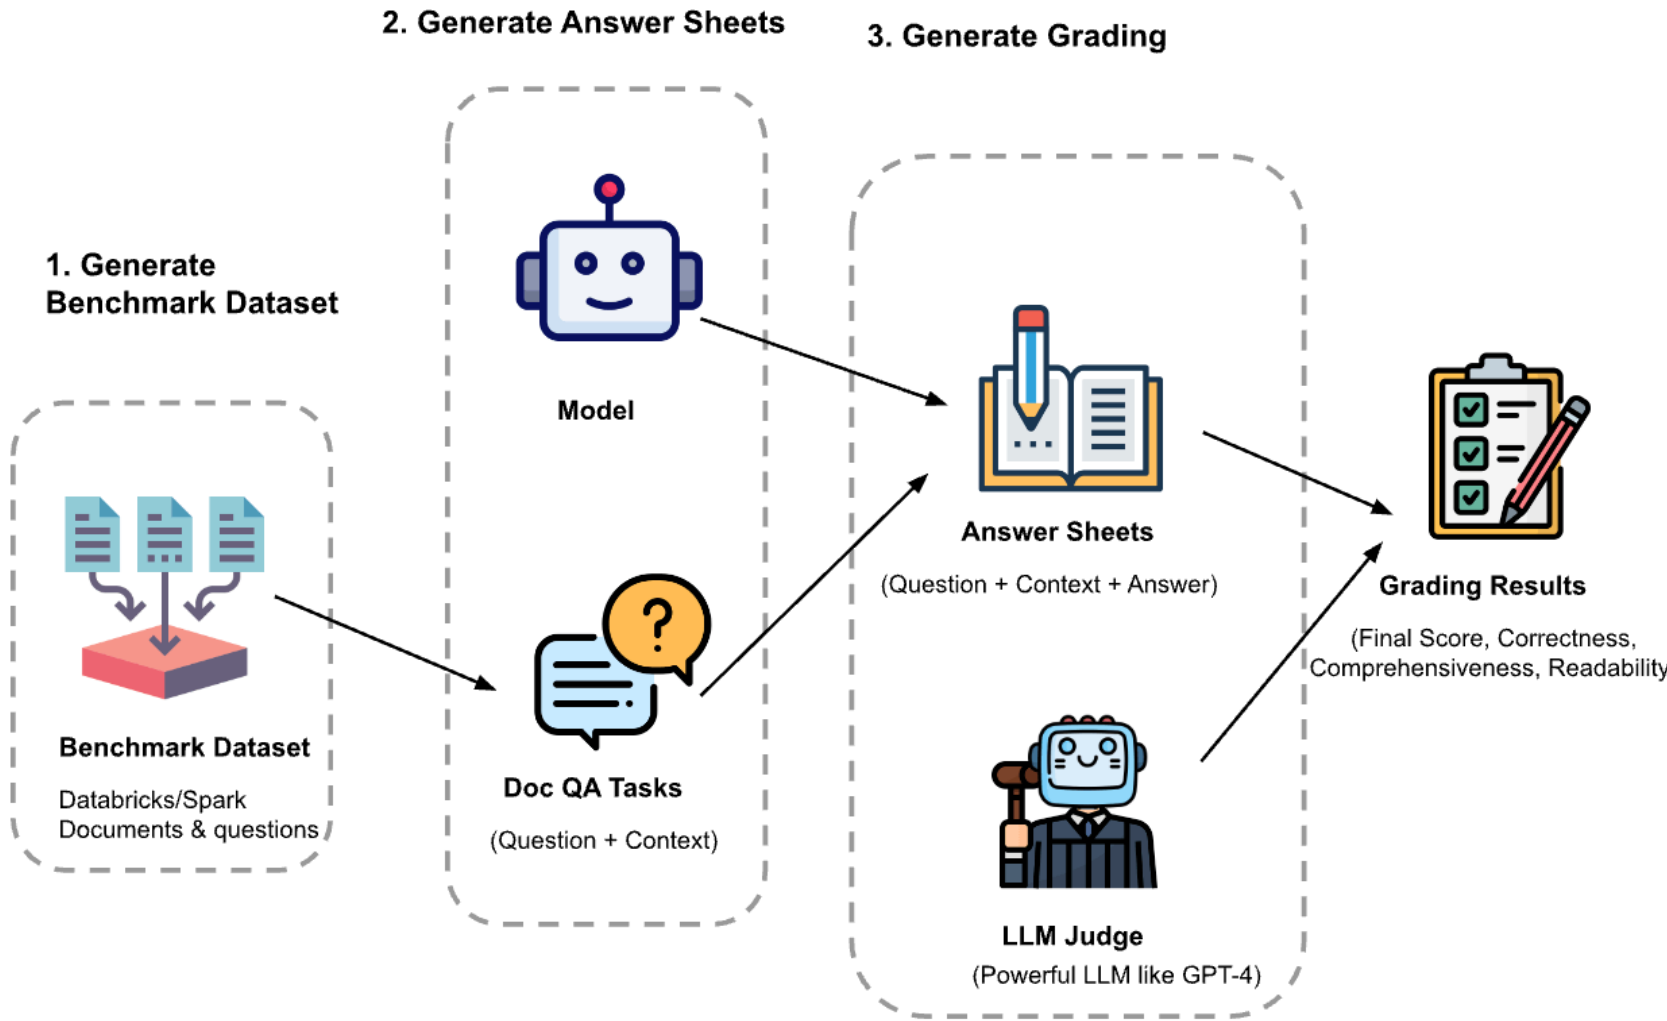 1. Generate
Benchmark Dataset
Benchmark Dataset
Databricks/Spark
Documents & questions
2. Generate Answer Sheets
Model
Doc QA Tasks
(Question + Context)
3. Generate Grading
Answer Sheets
(Question + Context + Answer)
LLM Judge
(Powerful LLM like GPT-4)
Grading Results
(Final Score, Correctness,
Comprehensiveness, Readability